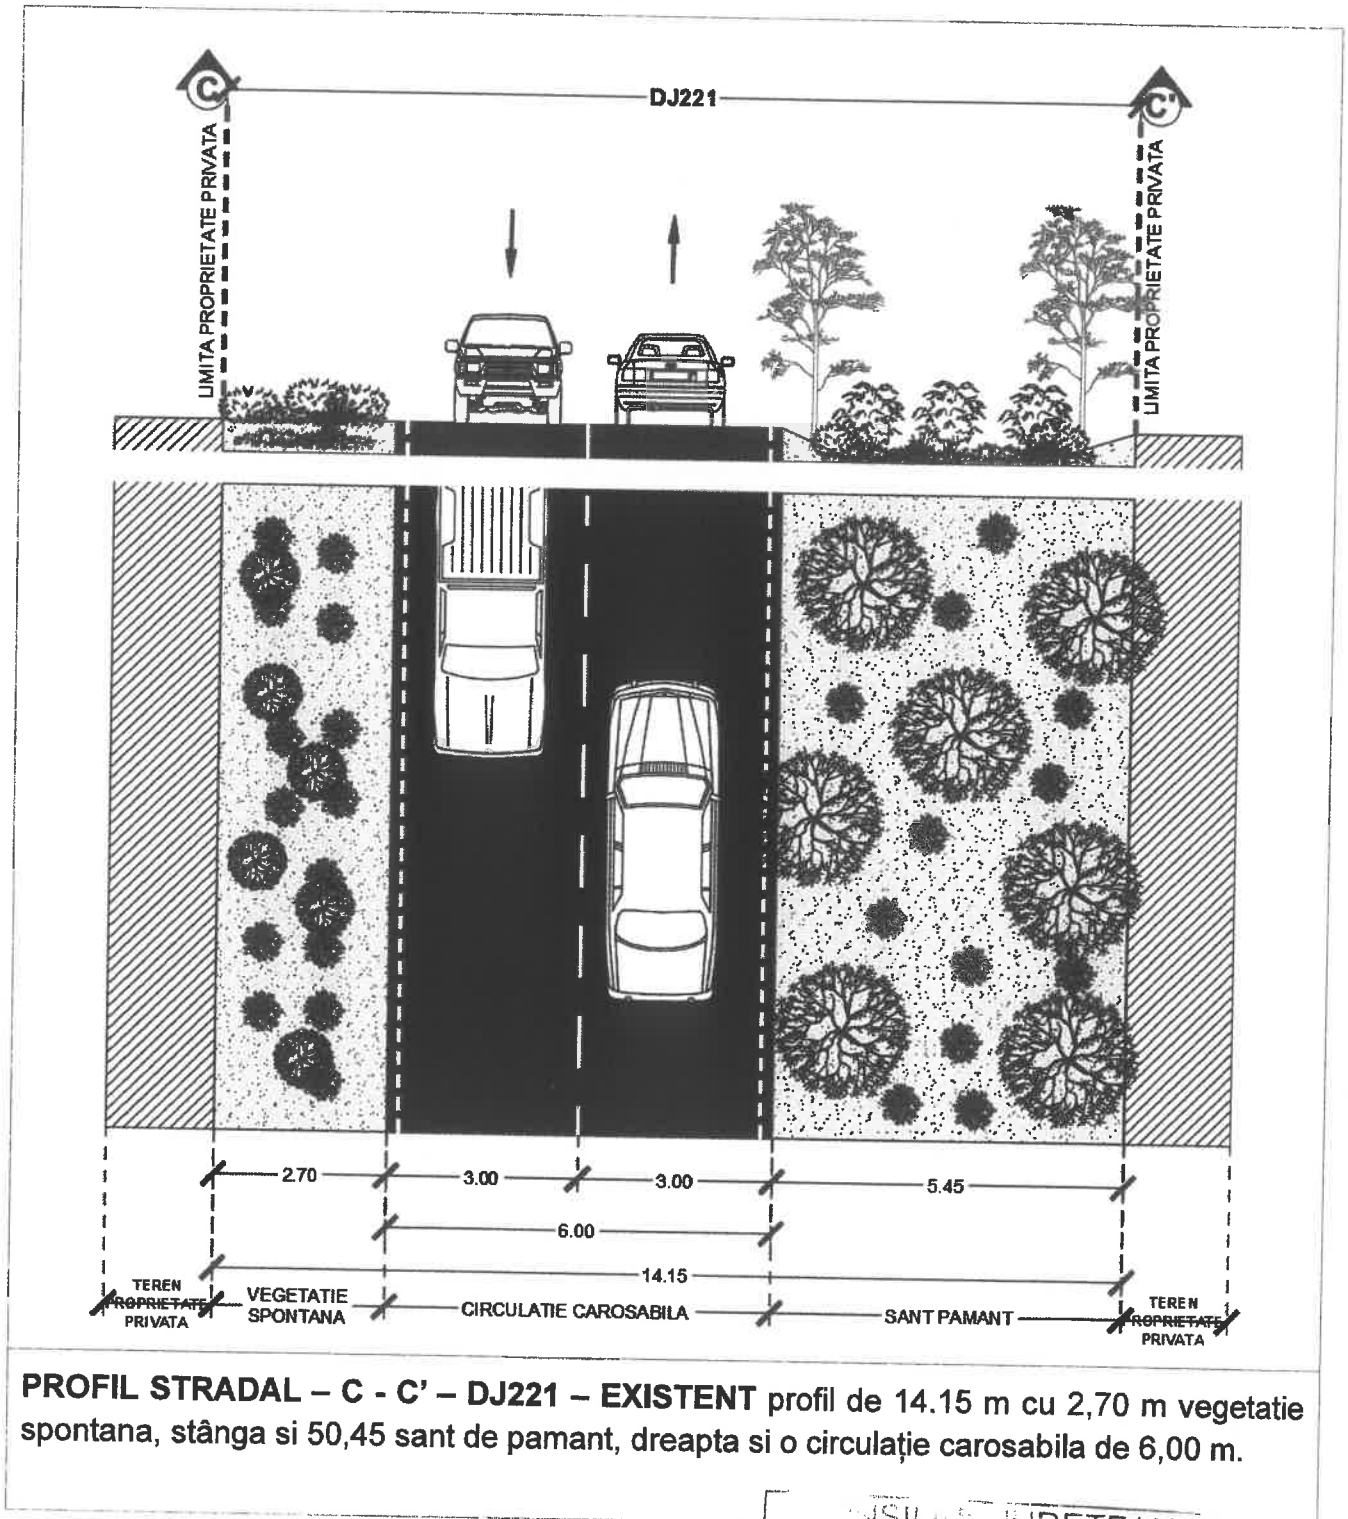 C
DJ221
C'
LIMITA PROPRIETATE PRIVATA
LIMITA PROPRIETATE PRIVATA
2.70
3.00
3.00
5.45
6.00
14.15
TEREN
PROPRIETATE
PRIVATA
VEGETATIE
SPONTANA
CIRCULATIE CAROSABILA
SANT PAMANT
TEREN
PROPRIETATE
PRIVATA
PROFIL STRADAL – C - C' – DJ221 – EXISTENT profil de 14.15 m cu 2,70 m vegetatie
spontana, stânga si 50,45 sant de pamant, dreapta si o circulație carosabila de 6,00 m.